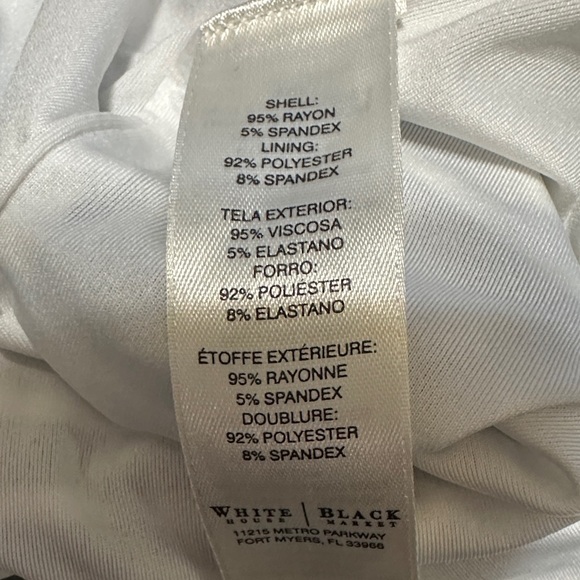 SHELL:
95% RAYON
5% SPANDEX
LINING:
92% POLYESTER
8% SPANDEX
TELA EXTERIOR:
95% VISCOSA
5% ELASTANO
FORRO:
92% POLIÉSTER
8% ELASTANO
ÉTOFFE EXTÉRIEURE:
95% RAYONNE
5% SPANDEX
DOUBLURE:
92% POLYESTER
8% SPANDEX
WHITE | BLACK
HOUSE MARKET
11215 METRO PARKWAY
FORT MYERS, FL 33966